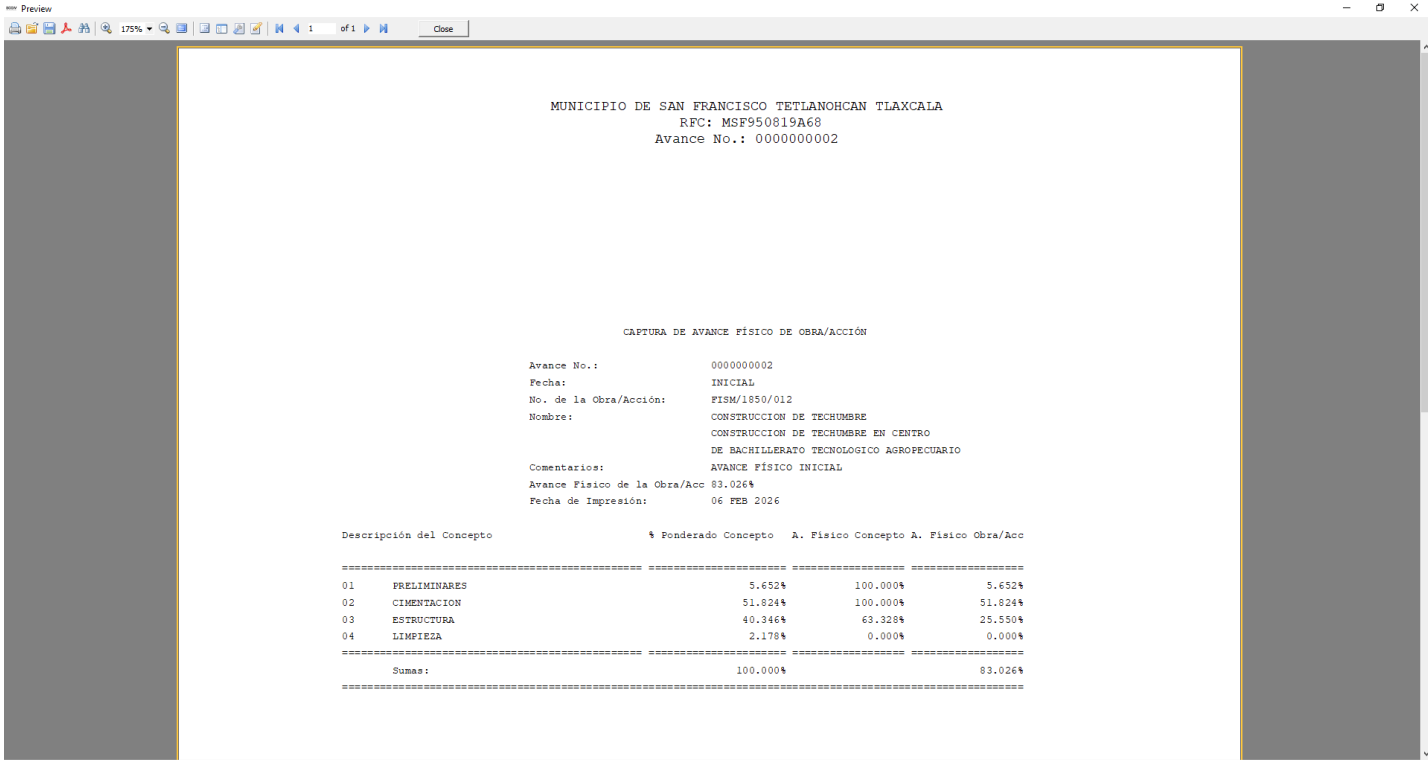 Preview
175%
1 of 1
Close
MUNICIPIO DE SAN FRANCISCO TETLANOHCAN TLAXCALA
RFC: MSF950819A68
Avance No.: 0000000002
CAPTURA DE AVANCE FÍSICO DE OBRA/ACCIÓN
Avance No.: 0000000002
Fecha: INICIAL
No. de la Obra/Acción: FISM/1850/012
Nombre: CONSTRUCCION DE TECHUMBRE
CONSTRUCCION DE TECHUMBRE EN CENTRO
DE BACHILLERATO TECNOLOGICO AGROPECUARIO
Comentarios: AVANCE FÍSICO INICIAL
Avance Físico de la Obra/Acc 83.026%
Fecha de Impresión: 06 FEB 2026
Descripción del Concepto % Ponderado Concepto A. Físico Concepto A. Físico Obra/Acc
01 PRELIMINARES 5.652% 100.000% 5.652%
02 CIMENTACION 51.824% 100.000% 51.824%
03 ESTRUCTURA 40.346% 63.328% 25.550%
04 LIMPIEZA 2.178% 0.000% 0.000%
Sumas: 100.000% 83.026%